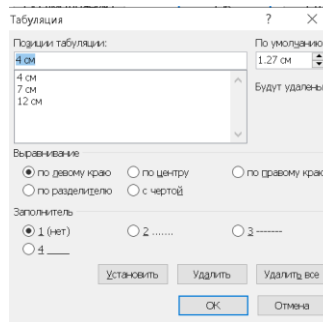 Табуляция ? ×
Позиции табуляции: По умолчанию
4 см 1.27 см
4 см
7 см
12 см
Будут удалены
Выравнивание
по левому краю по центру по правому краю
по разделителю с чертой
Заполнитель
1 (нет) 2 ....... 3 -------
4 ____
Установить Удалить Удалить все
ОК Отмена